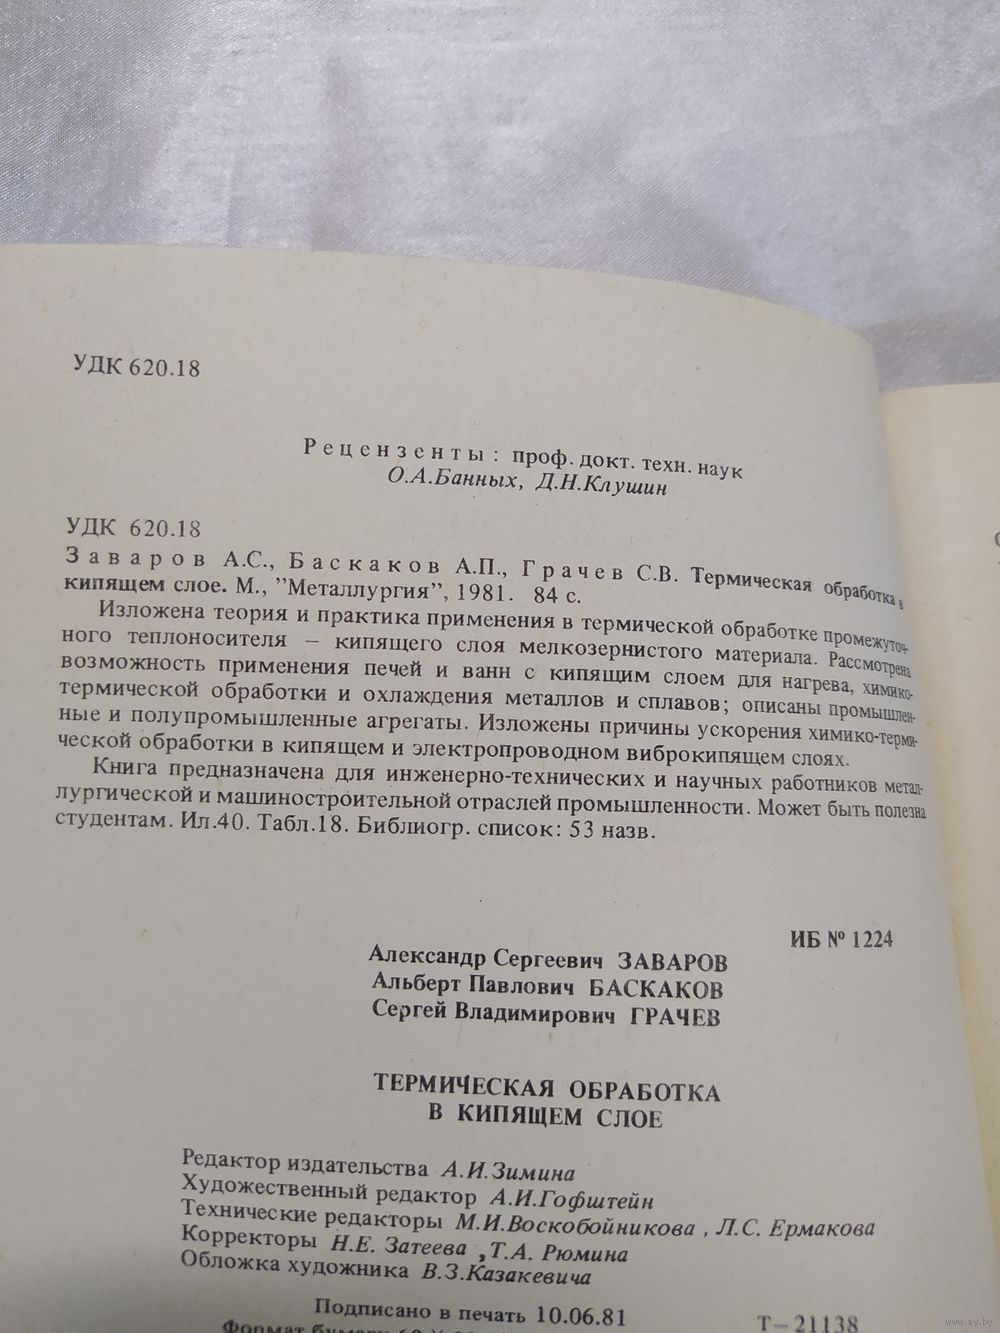 УДК 620.18
Рецензенты: проф. докт. техн. наук
О.А.Банных, Д.Н.Клушин
УДК 620.18
Заваров А.С., Баскаков А.П., Грачев С.В. Термическая обработка в
кипящем слое. М., "Металлургия", 1981. 84 с.
Изложена теория и практика применения в термической обработке промежуточ-
ного теплоносителя – кипящего слоя мелкозернистого материала. Рассмотрена
возможность применения печей и ванн с кипящим слоем для нагрева, химико-
термической обработки и охлаждения металлов и сплавов; описаны промышлен-
ные и полупромышленные агрегаты. Изложены причины ускорения химико-терми-
ческой обработки в кипящем и электропроводном виброкипящем слоях.
Книга предназначена для инженерно-технических и научных работников метал-
лургической и машиностроительной отраслей промышленности. Может быть полезна
студентам. Ил.40. Табл.18. Библиогр. список: 53 назв.
ИБ № 1224
Александр Сергеевич ЗАВАРОВ
Альберт Павлович БАСКАКОВ
Сергей Владимирович ГРАЧЕВ
ТЕРМИЧЕСКАЯ ОБРАБОТКА
В КИПЯЩЕМ СЛОЕ
Редактор издательства А.И.Зимина
Художественный редактор А.И.Гофштейн
Технические редакторы М.И.Воскобойникова, Л.С. Ермакова
Корректоры Н.Е. Затеева, Т.А. Рюмина
Обложка художника В.З.Казакевича
Подписано в печать 10.06.81
Т–21138
Формат бумаги
www.ay.by